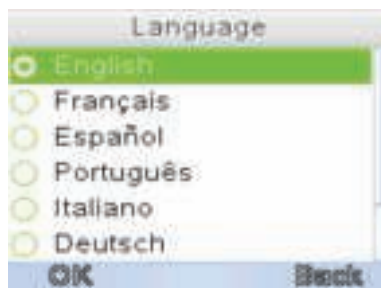 Language
English
Français
Español
Português
Italiano
Deutsch
OK Back